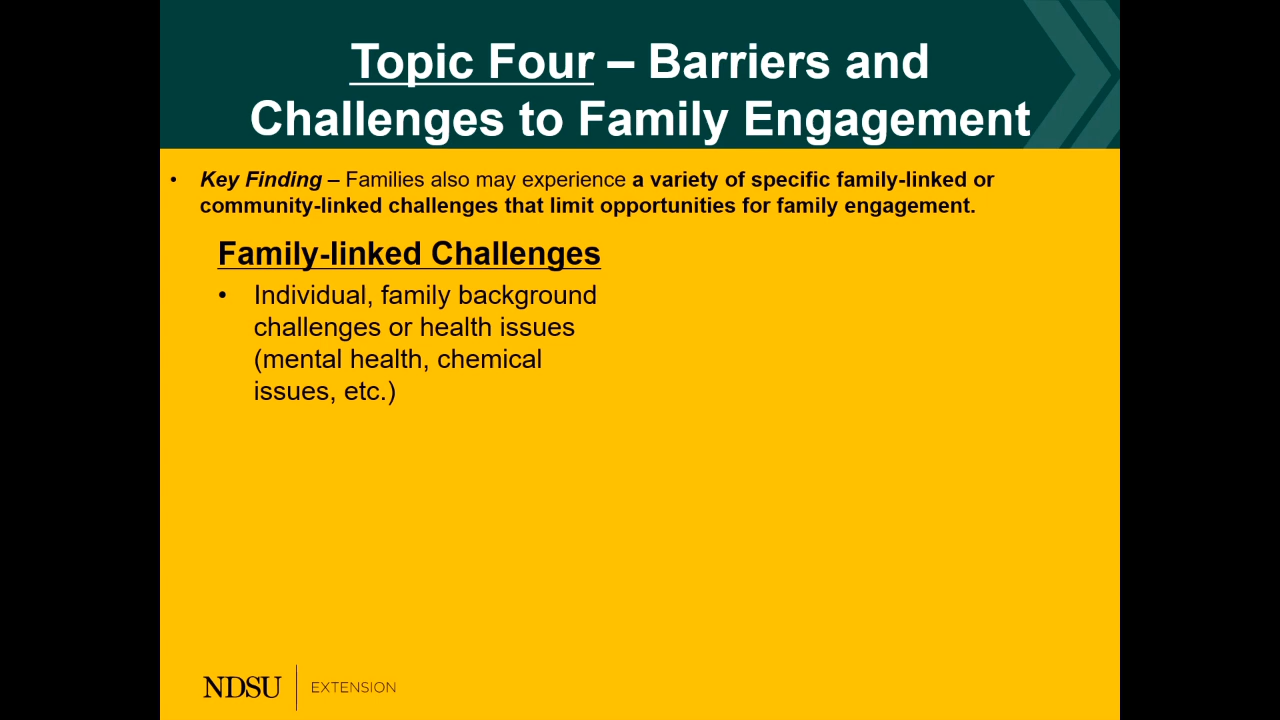 Topic Four – Barriers and
Challenges to Family Engagement
• Key Finding – Families also may experience a variety of specific family-linked or
community-linked challenges that limit opportunities for family engagement.
Family-linked Challenges
• Individual, family background
challenges or health issues
(mental health, chemical
issues, etc.)
NDSU | EXTENSION